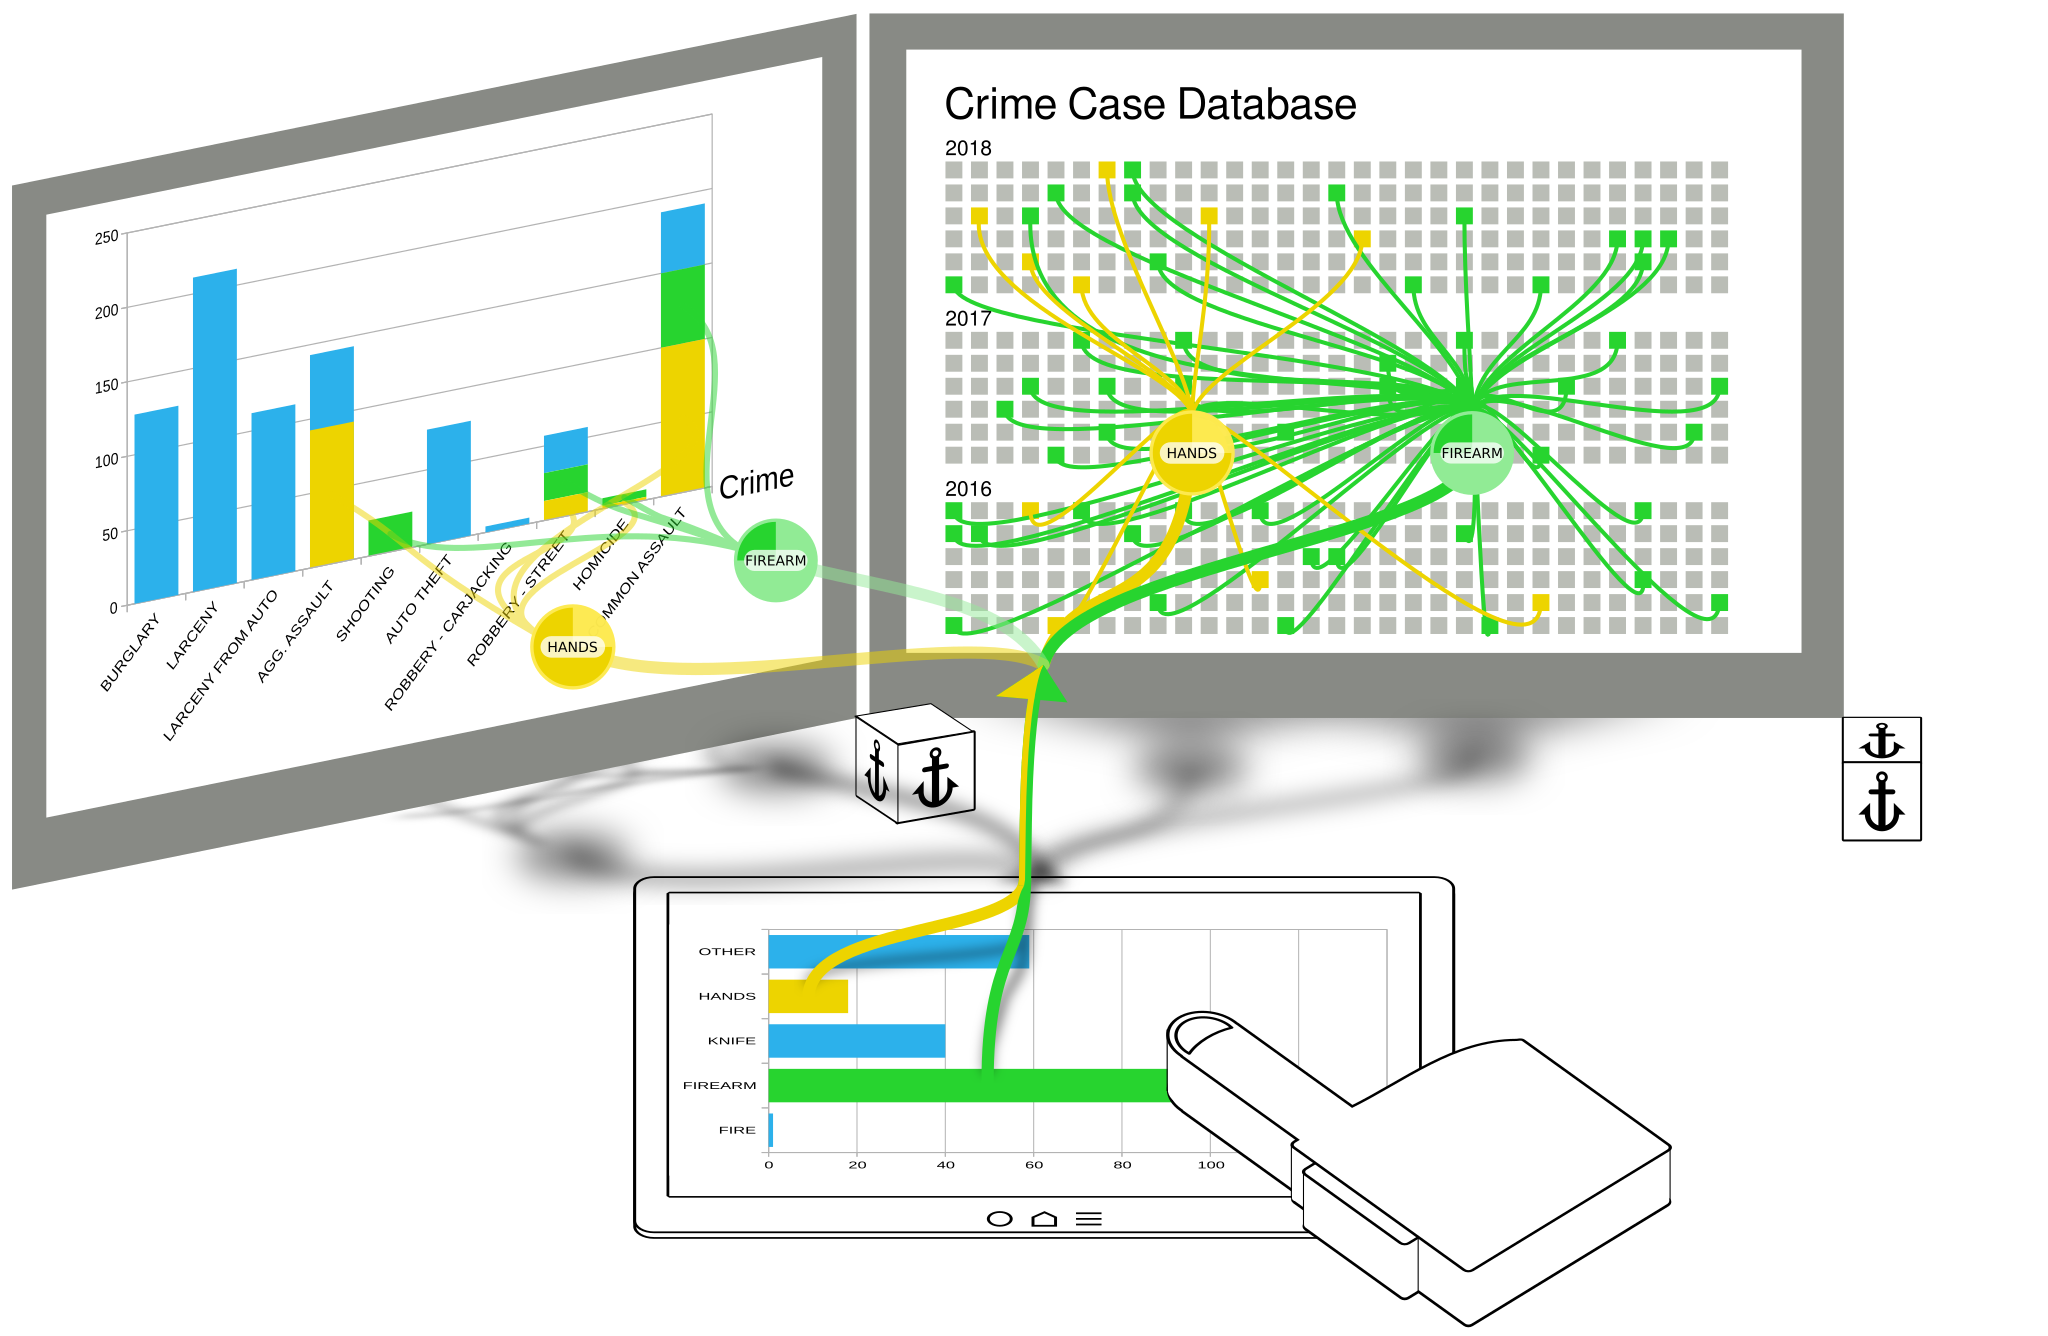 250
200
150
100
50
0
BURGLARY
LARCENY
LARCENY FROM AUTO
AGG. ASSAULT
SHOOTING
AUTO THEFT
ROBBERY - CARJACKING
ROBBERY - STREET
HOMICIDE
OMMON ASSAULT
Crime
FIREARM
HANDS
Crime Case Database
2018
2017
2016
HANDS
FIREARM
OTHER
HANDS
KNIFE
FIREARM
FIRE
0 20 40 60 80 100